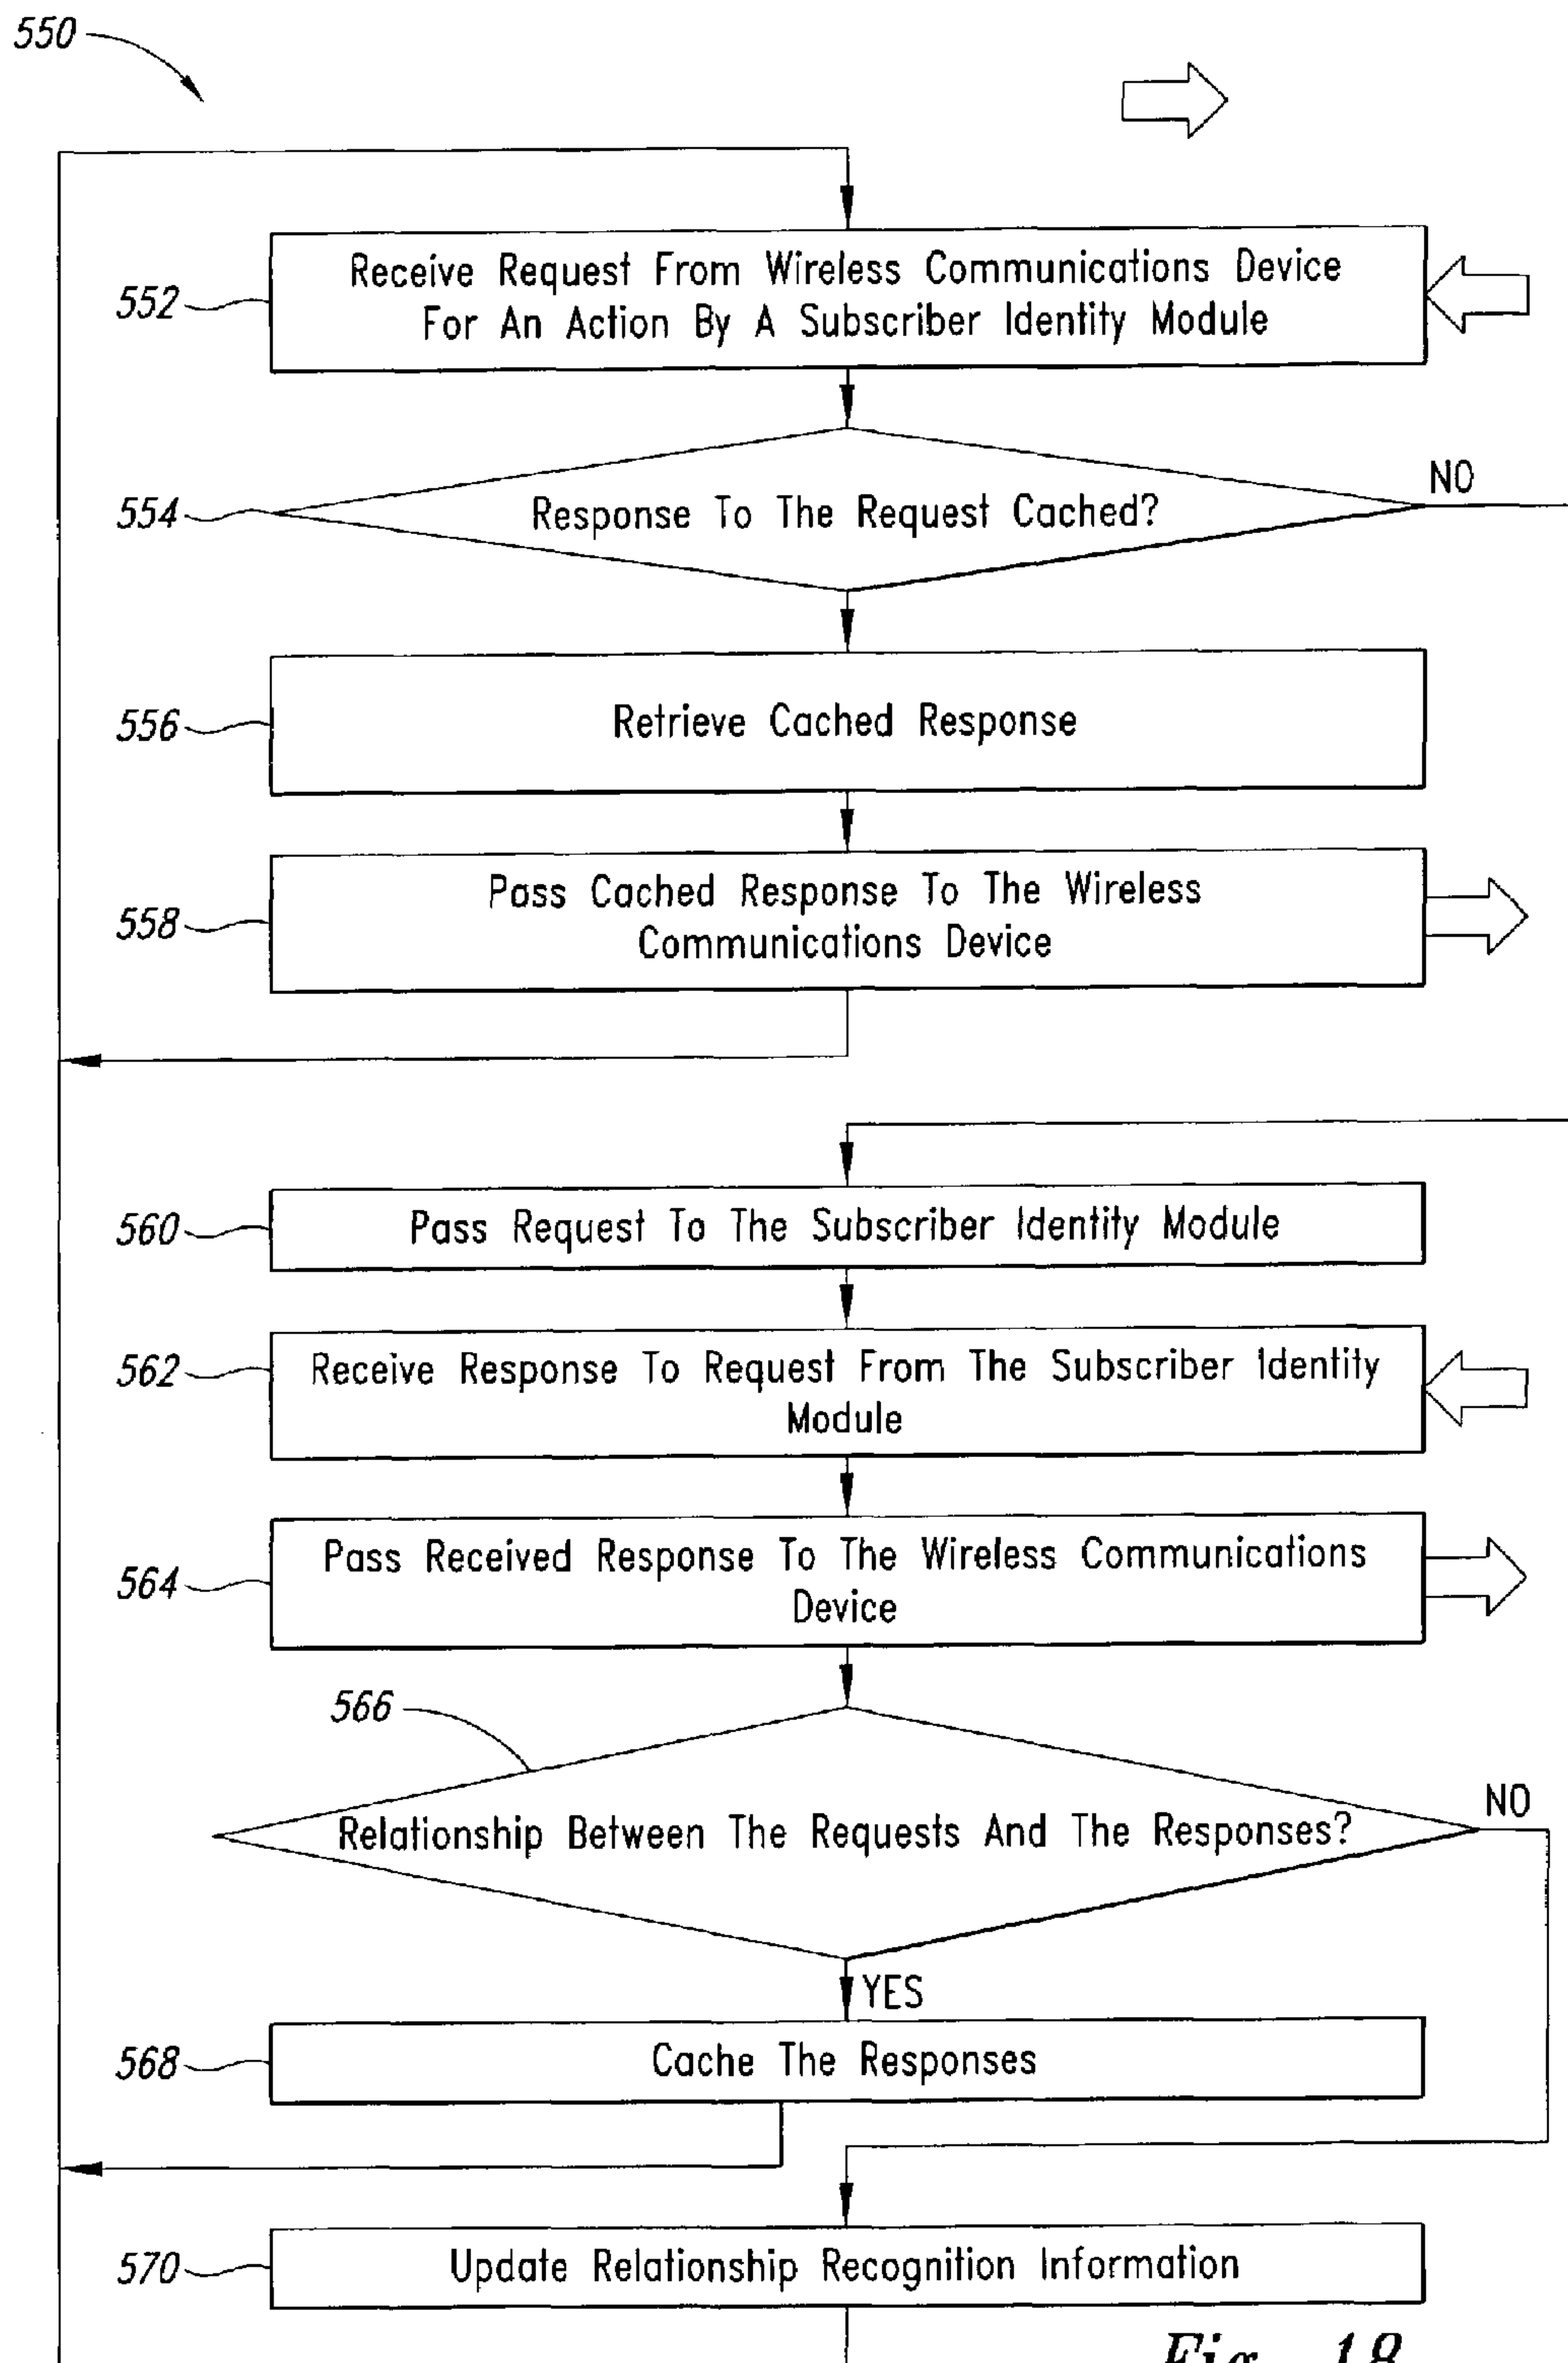 550
552
Receive Request From Wireless Communications Device
For An Action By A Subscriber Identity Module
554
Response To The Request Cached?
NO
556
Retrieve Cached Response
558
Pass Cached Response To The Wireless
Communications Device
560
Pass Request To The Subscriber Identity Module
562
Receive Response To Request From The Subscriber Identity
Module
564
Pass Received Response To The Wireless Communications
Device
566
Relationship Between The Requests And The Responses?
NO
YES
568
Cache The Responses
570
Update Relationship Recognition Information
Fig. 18